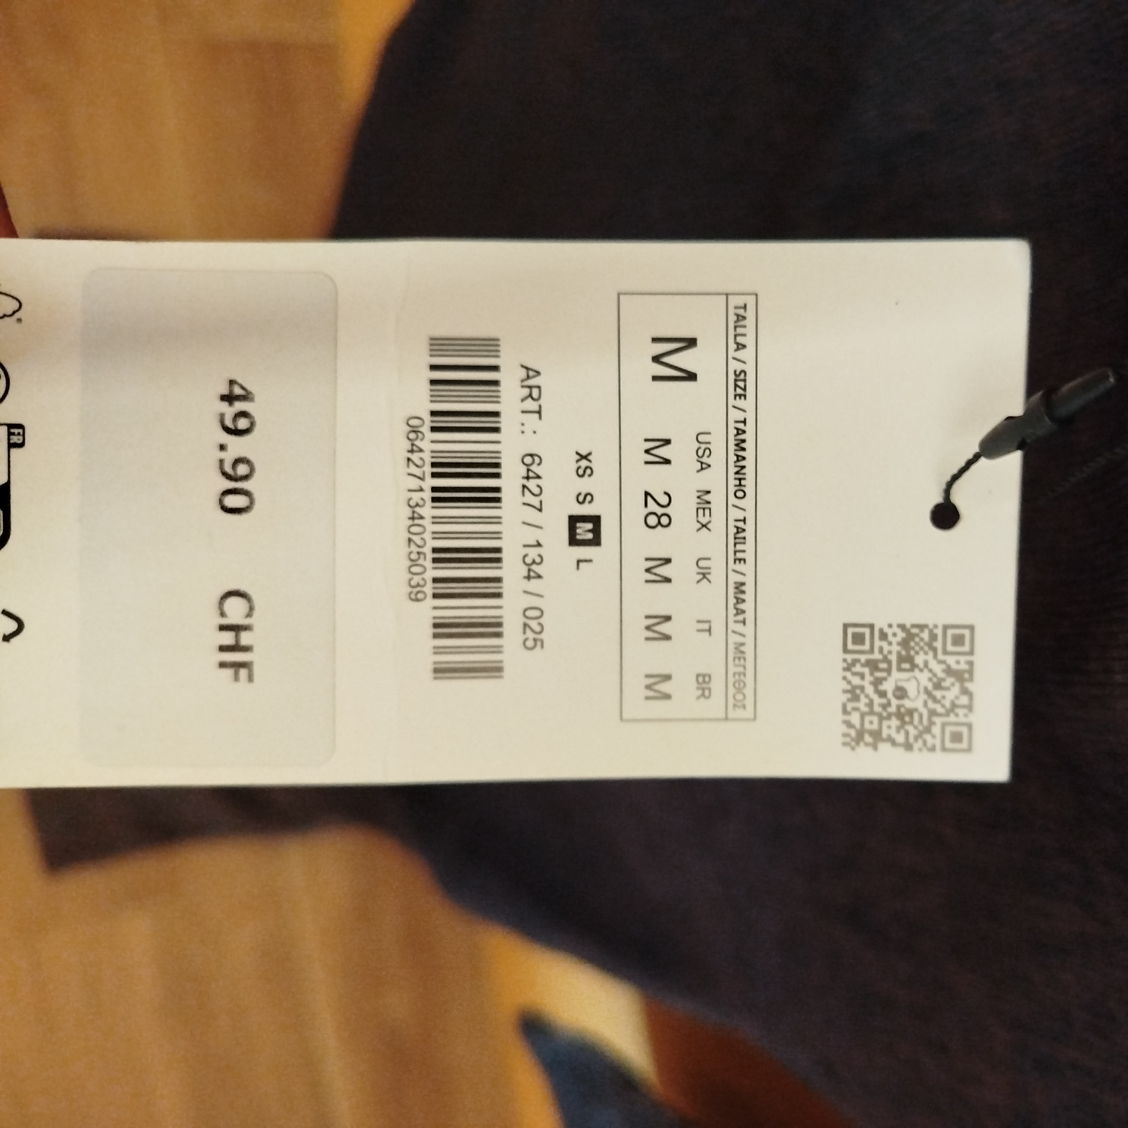 TALLA / SIZE / TAMANHO / TAILLE / MAAT / ΜΕΓΕΘΟΣ
USA MEX UK IT BR
M M 28 M M M
XS S M L
ART.: 6427 / 134 / 025
06427134025039
49.90 CHF
FR